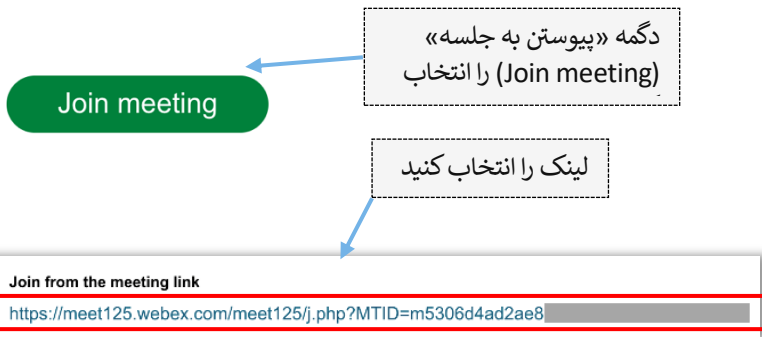 دگمه «پیوستن به جلسه»
(Join meeting) را انتخاب
Join meeting
لینک را انتخاب کنید
Join from the meeting link
https://meet125.webex.com/meet125/j.php?MTID=m5306d4ad2ae8